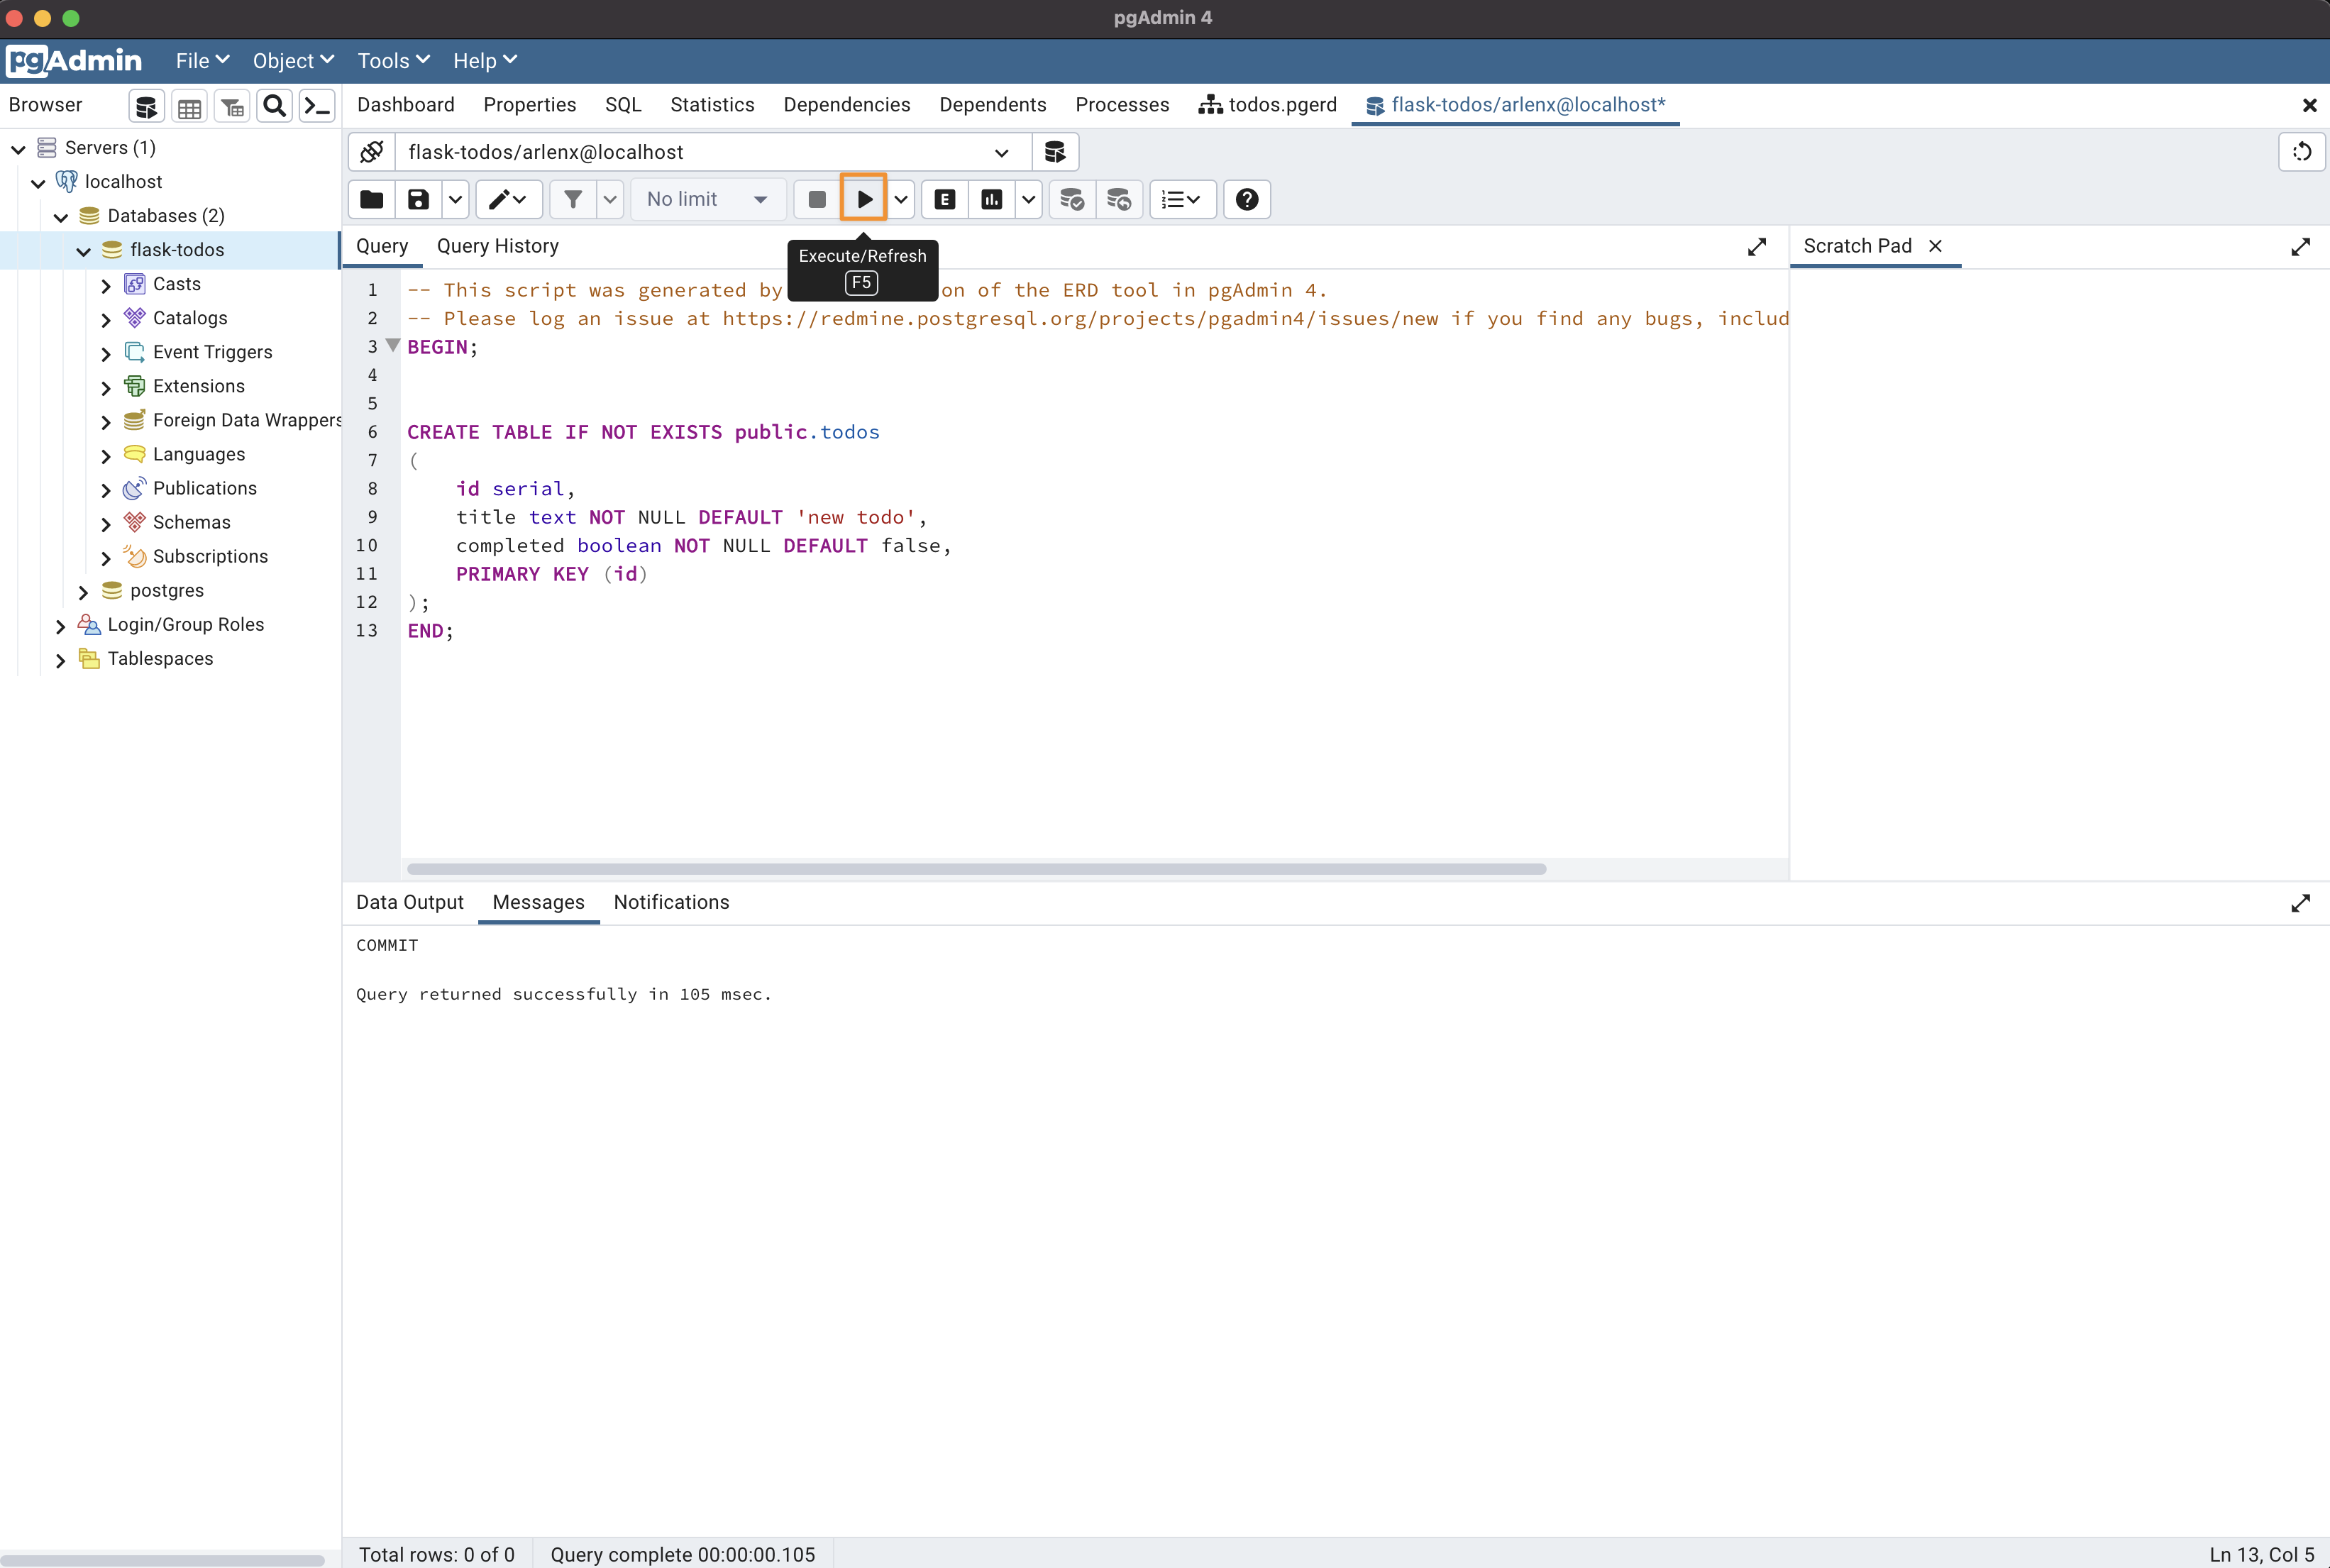 pgAdmin 4
pgAdmin File Object Tools Help
Browser
Dashboard Properties SQL Statistics Dependencies Dependents Processes todos.pgerd flask-todos/arlenx@localhost*
Servers (1)
localhost
Databases (2)
flask-todos
Casts
Catalogs
Event Triggers
Extensions
Foreign Data Wrappers
Languages
Publications
Schemas
Subscriptions
postgres
Login/Group Roles
Tablespaces
flask-todos/arlenx@localhost
No limit
E
Execute/Refresh
F5
Query Query History
Scratch Pad
1 -- This script was generated by on of the ERD tool in pgAdmin 4.
2 -- Please log an issue at https://redmine.postgresql.org/projects/pgadmin4/issues/new if you find any bugs, includ
3 BEGIN;
4
5
6 CREATE TABLE IF NOT EXISTS public.todos
7 (
8 id serial,
9 title text NOT NULL DEFAULT 'new todo',
10 completed boolean NOT NULL DEFAULT false,
11 PRIMARY KEY (id)
12 );
13 END;
Data Output Messages Notifications
COMMIT
Query returned successfully in 105 msec.
Total rows: 0 of 0 Query complete 00:00:00.105 Ln 13, Col 5